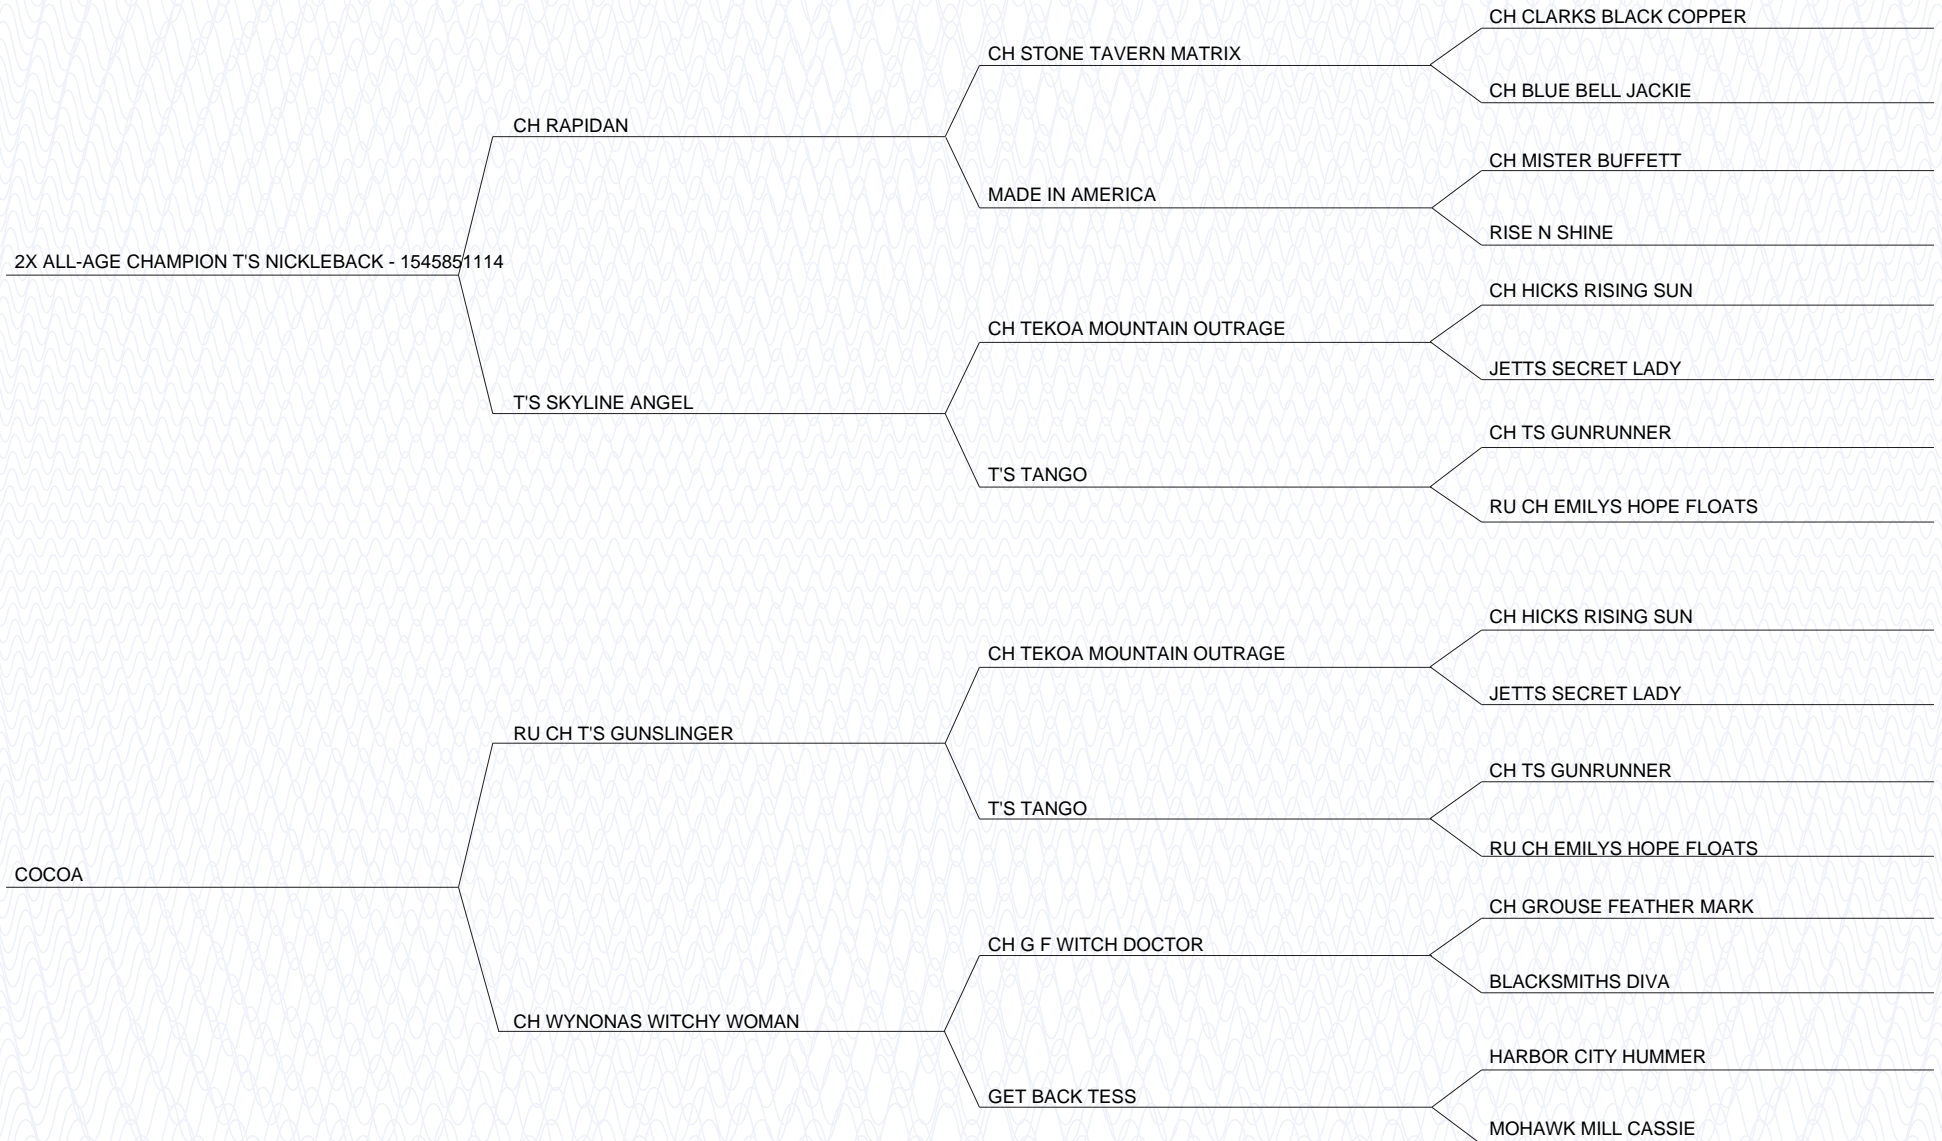 CH CLARKS BLACK COPPER
CH STONE TAVERN MATRIX
CH BLUE BELL JACKIE
CH RAPIDAN
CH MISTER BUFFETT
MADE IN AMERICA
RISE N SHINE
2X ALL-AGE CHAMPION T'S NICKLEBACK - 1545851114
CH HICKS RISING SUN
CH TEKOA MOUNTAIN OUTRAGE
JETTS SECRET LADY
T'S SKYLINE ANGEL
CH TS GUNRUNNER
T'S TANGO
RU CH EMILYS HOPE FLOATS
CH HICKS RISING SUN
CH TEKOA MOUNTAIN OUTRAGE
JETTS SECRET LADY
RU CH T'S GUNSLINGER
CH TS GUNRUNNER
T'S TANGO
RU CH EMILYS HOPE FLOATS
COCOA
CH GROUSE FEATHER MARK
CH G F WITCH DOCTOR
BLACKSMITHS DIVA
CH WYNONAS WITCHY WOMAN
HARBOR CITY HUMMER
GET BACK TESS
MOHAWK MILL CASSIE